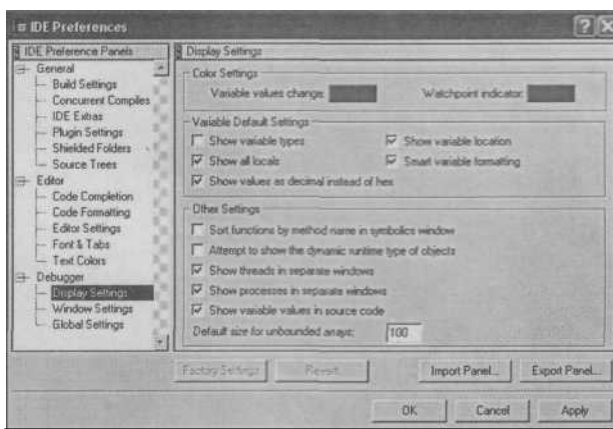 IDE Preferences
IDE Preference Panels
General
Build Settings
Concurrent Compiles
IDE Extras
Plugin Settings
Shielded Folders
Source Trees
Editor
Code Completion
Code Formatting
Editor Settings
Font & Tabs
Text Colors
Debugger
Display Settings
Window Settings
Global Settings
Display Settings
Color Settings
Variable values change:
Watchpoint indicator:
Variable Default Settings
Show variable types
Show variable location
Show all locals
Smart variable formatting
Show values as decimal instead of hex
Other Settings
Sort functions by method name in symbolics window
Attempt to show the dynamic runtime type of objects
Show threads in separate windows
Show processes in separate windows
Show variable values in source code
Default size for unbounded arrays: 100
Factory Settings
Revert
Import Panel...
Export Panel...
OK
Cancel
Apply